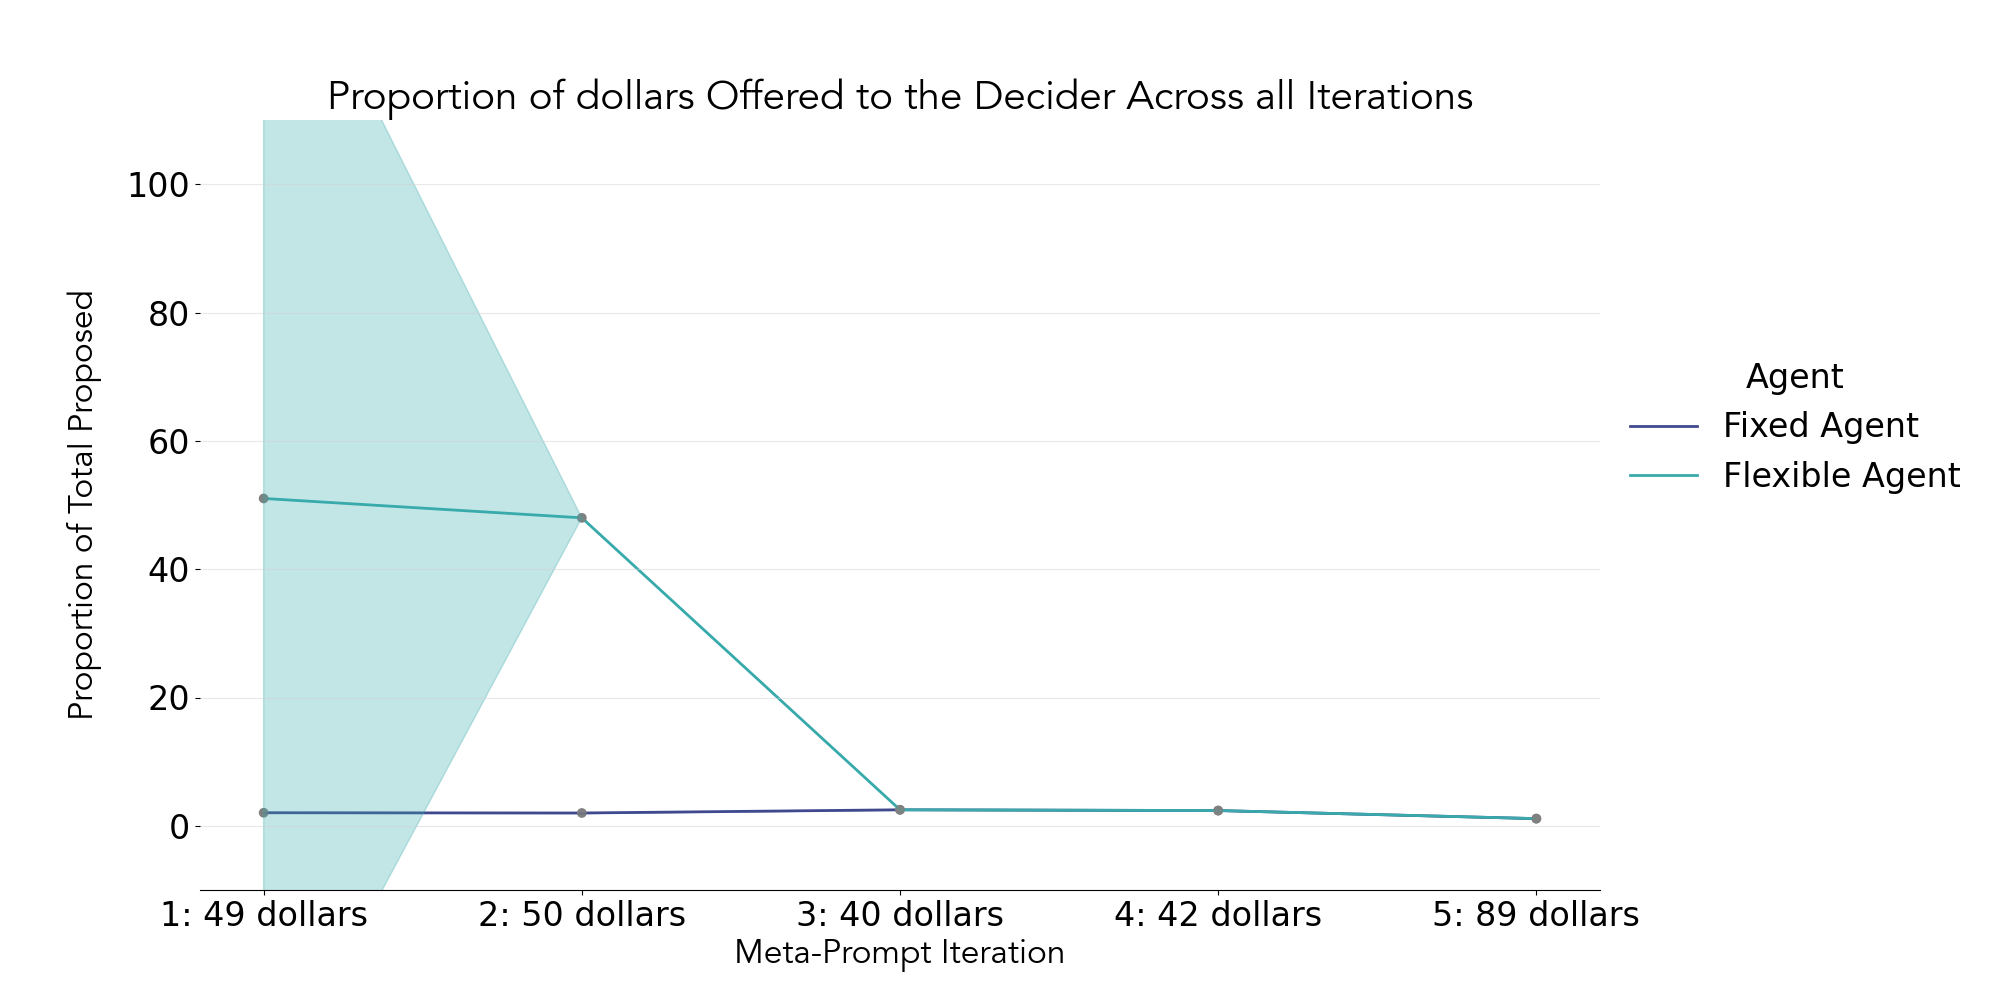 Proportion of dollars Offered to the Decider Across all Iterations
Proportion of Total Proposed
100
80
60
40
20
0
1: 49 dollars
2: 50 dollars
3: 40 dollars
4: 42 dollars
5: 89 dollars
Meta-Prompt Iteration
Agent
Fixed Agent
Flexible Agent